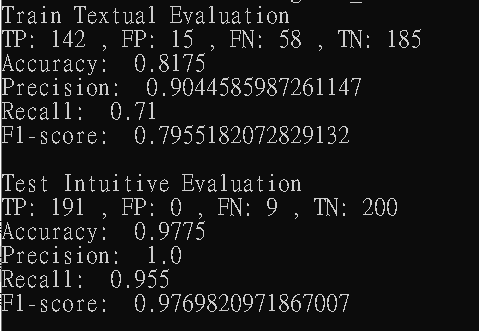 Train Textual Evaluation
TP: 142 , FP: 15 , FN: 58 , TN: 185
Accuracy: 0.8175
Precision: 0.9044585987261147
Recall: 0.71
F1-score: 0.7955182072829132
Test Intuitive Evaluation
TP: 191 , FP: 0 , FN: 9 , TN: 200
Accuracy: 0.9775
Precision: 1.0
Recall: 0.955
F1-score: 0.9769820971867007